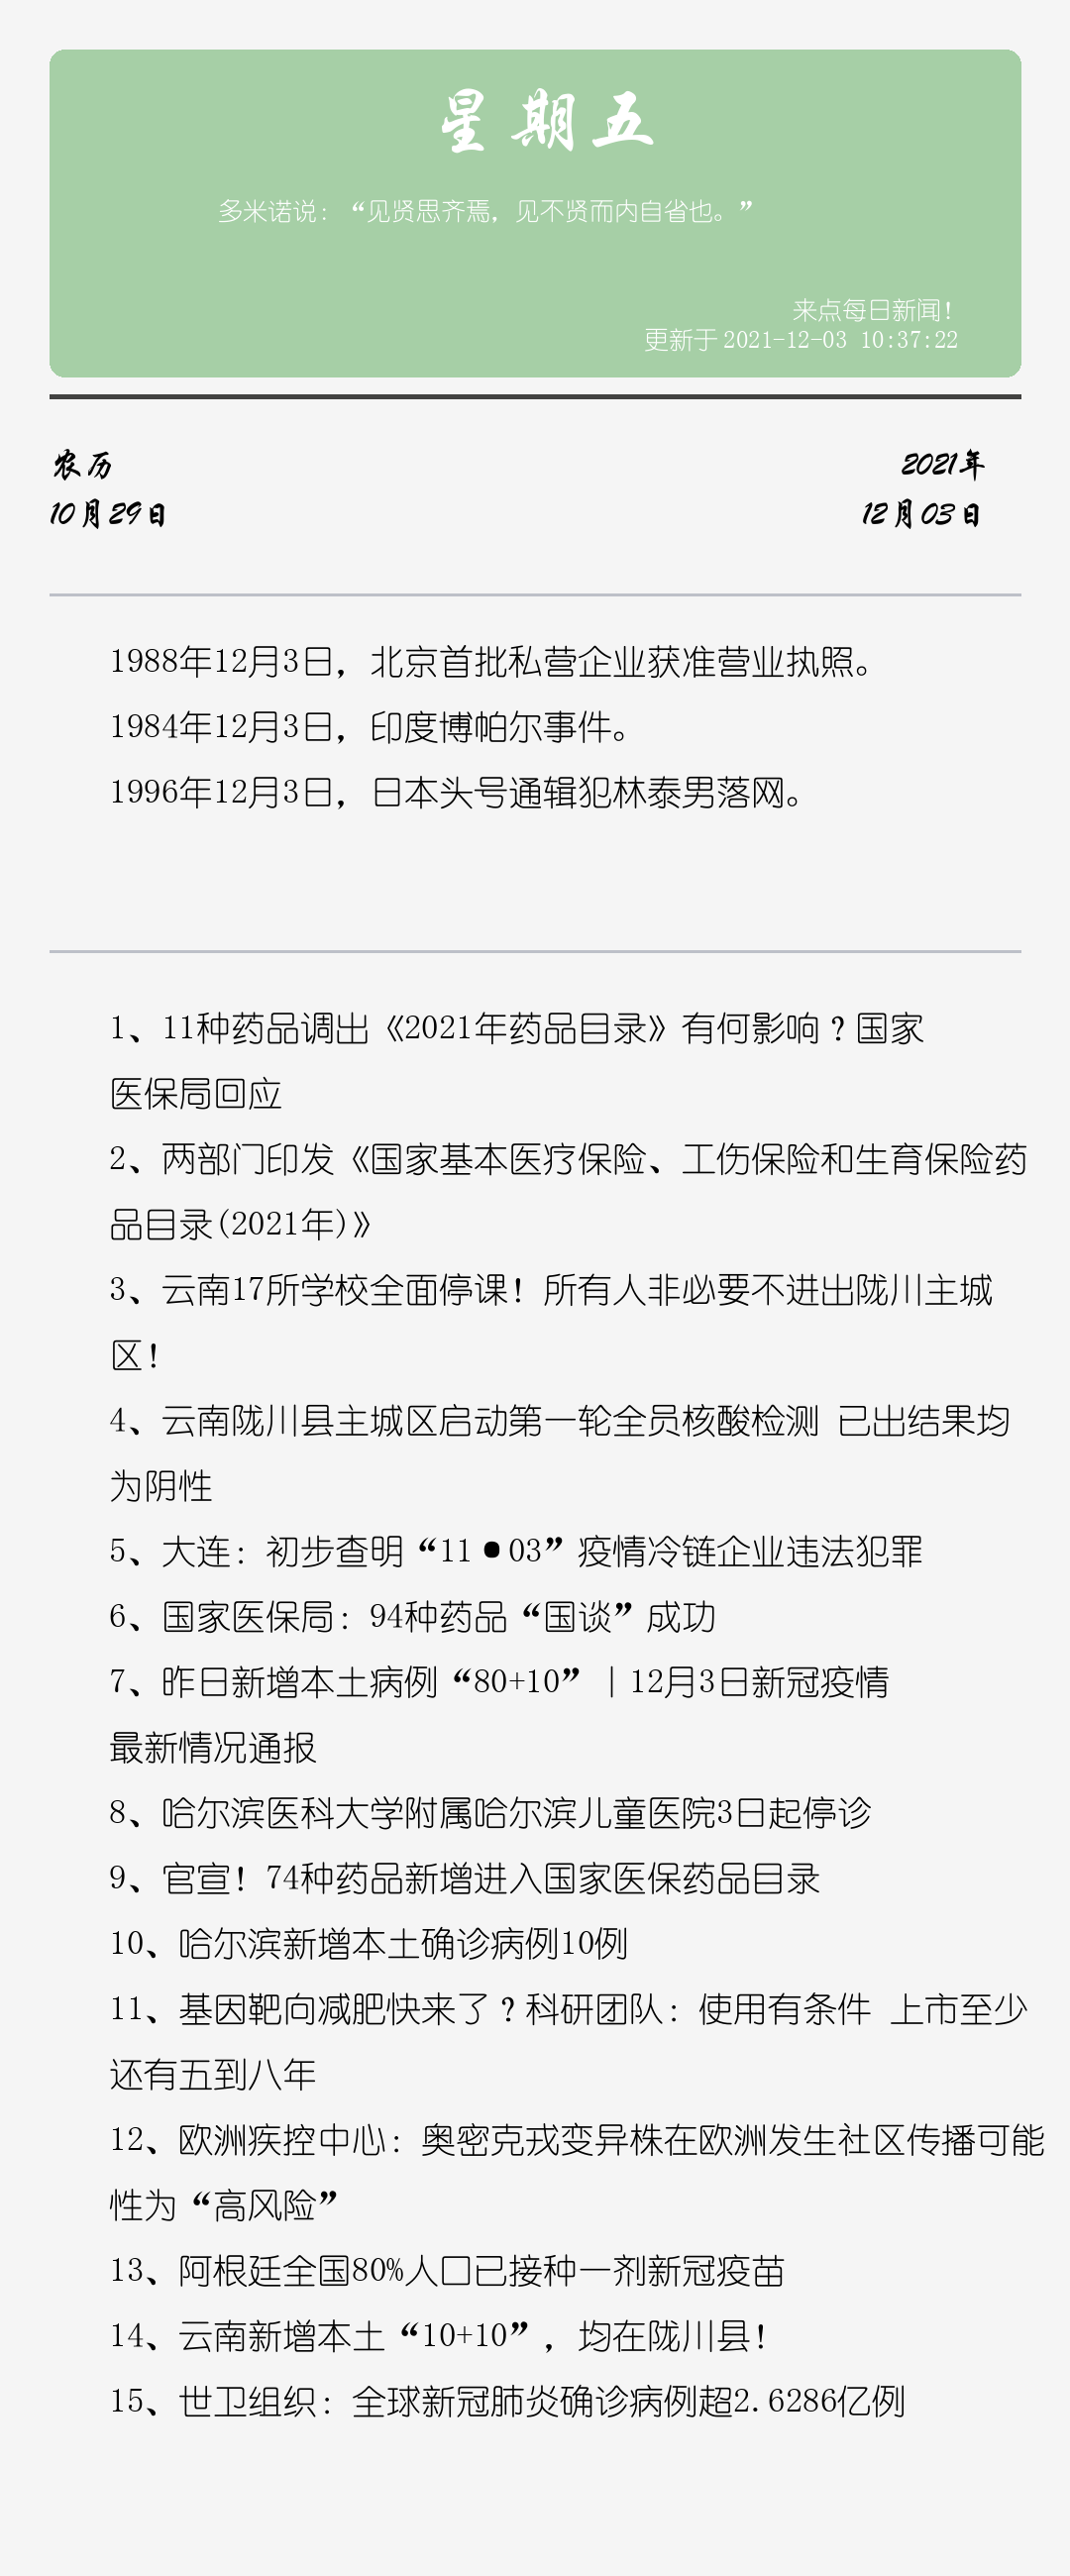 星期五
多米诺说：“见贤思齐焉，见不贤而内自省也。”
来点每日新闻！
更新于2021-12-03 10:37:22
农历
2021年
10月29日
12月03日
1988年12月3日，北京首批私营企业获准营业执照。
1984年12月3日，印度博帕尔事件。
1996年12月3日，日本头号通辑犯林泰男落网。
1、11种药品调出《2021年药品目录》有何影响？国家
医保局回应
2、两部门印发《国家基本医疗保险、工伤保险和生育保险药
品目录(2021年)》
3、云南17所学校全面停课！所有人非必要不进出陇川主城
区！
4、云南陇川县主城区启动第一轮全员核酸检测 已出结果均
为阴性
5、大连：初步查明“11•03”疫情冷链企业违法犯罪
6、国家医保局：94种药品“国谈”成功
7、昨日新增本土病例“80+10”｜12月3日新冠疫情
最新情况通报
8、哈尔滨医科大学附属哈尔滨儿童医院3日起停诊
9、官宣！74种药品新增进入国家医保药品目录
10、哈尔滨新增本土确诊病例10例
11、基因靶向减肥快来了？科研团队：使用有条件 上市至少
还有五到八年
12、欧洲疾控中心：奥密克戎变异株在欧洲发生社区传播可能
性为“高风险”
13、阿根廷全国80%人口已接种一剂新冠疫苗
14、云南新增本土“10+10”，均在陇川县！
15、世卫组织：全球新冠肺炎确诊病例超2.6286亿例